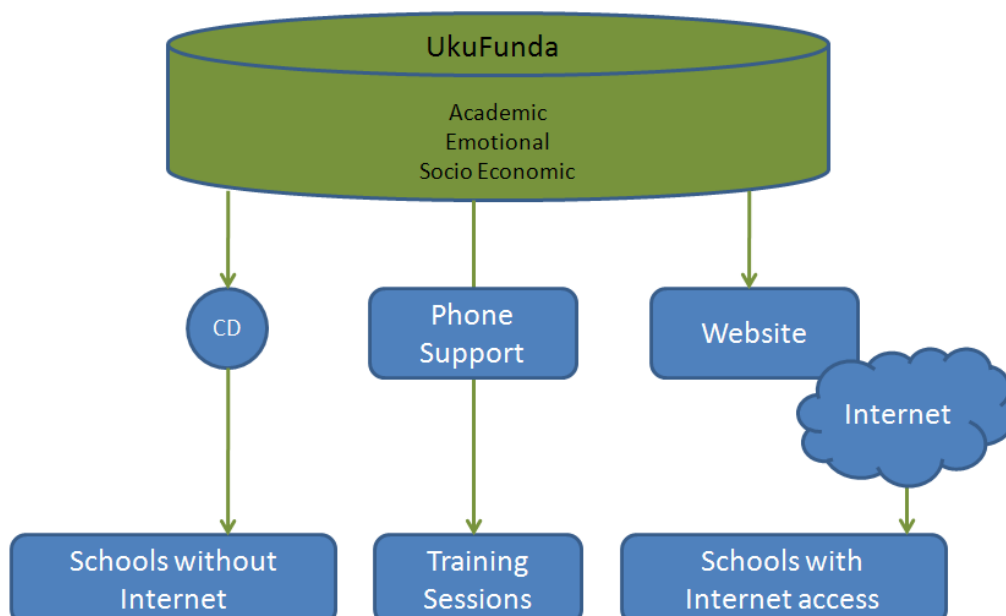 UkuFunda
Academic
Emotional
Socio Economic
CD
Phone
Support
Website
Internet
Schools without
Internet
Training
Sessions
Schools with
Internet access